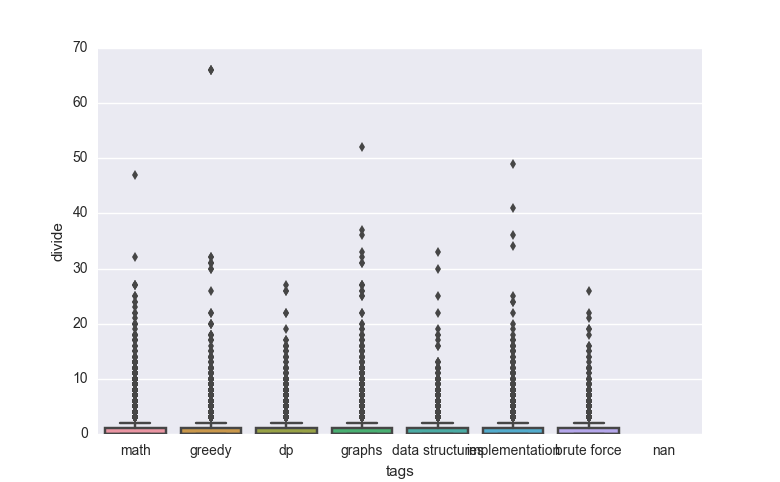 70
60
50
40
30
20
10
0
divide
math greedy dp graphs data structures implementation brute force nan
tags